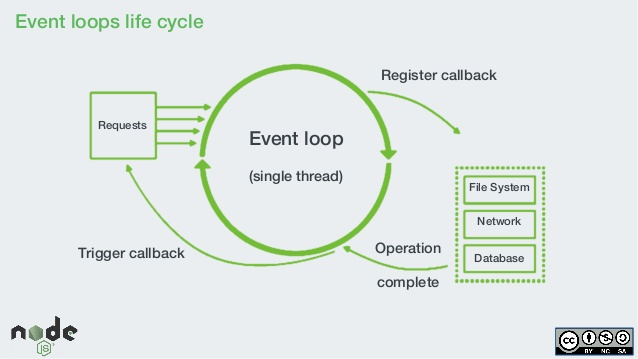 Event loops life cycle
Register callback
Requests
Event loop
(single thread)
File System
Network
Database
Operation
complete
Trigger callback
node
JS
cc
BY NC SA